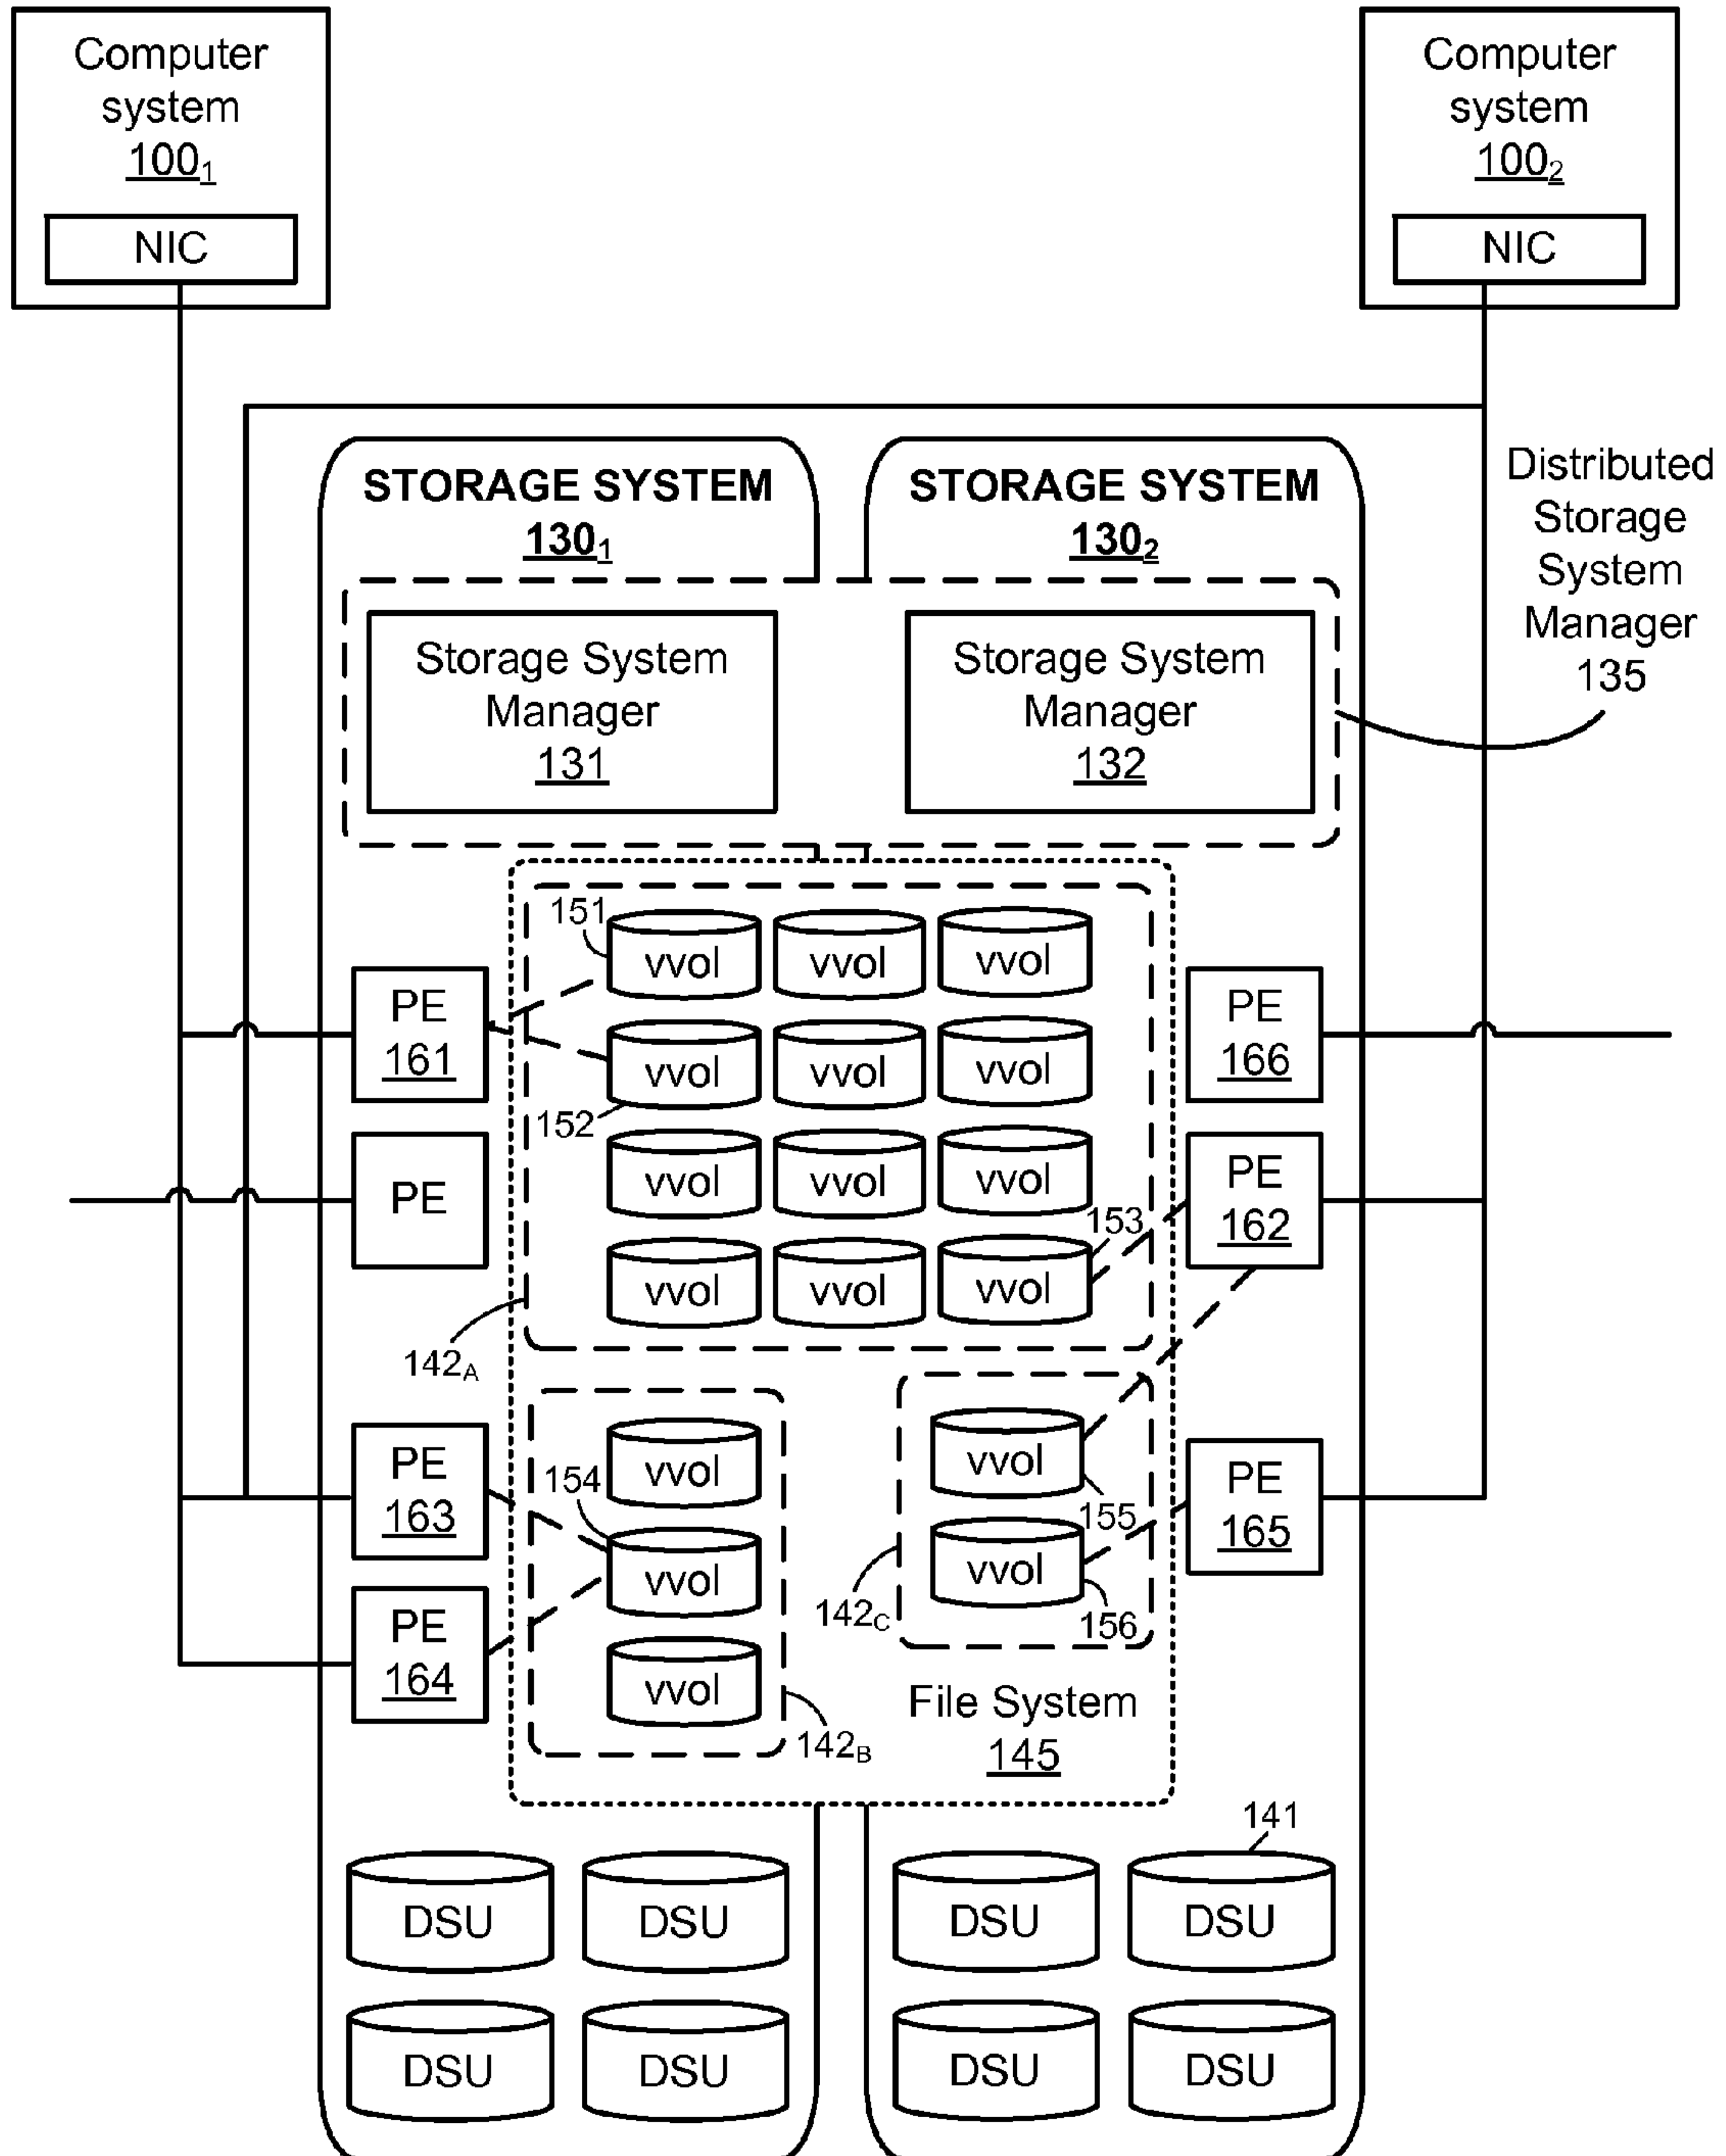 Computer
system
100₁
NIC
Computer
system
100₂
NIC
STORAGE SYSTEM
130₁
STORAGE SYSTEM
130₂
Distributed
Storage
System
Manager
135
Storage System
Manager
131
Storage System
Manager
132
151
vvol vvol vvol
PE
161
PE
166
vvol vvol vvol
152
PE
vvol vvol vvol
PE
162
153
vvol vvol vvol
142A
PE
163
vvol
vvol
155
PE
165
154
vvol
vvol
156
142C
PE
164
vvol
142B
File System
145
141
DSU DSU DSU DSU
DSU DSU DSU DSU